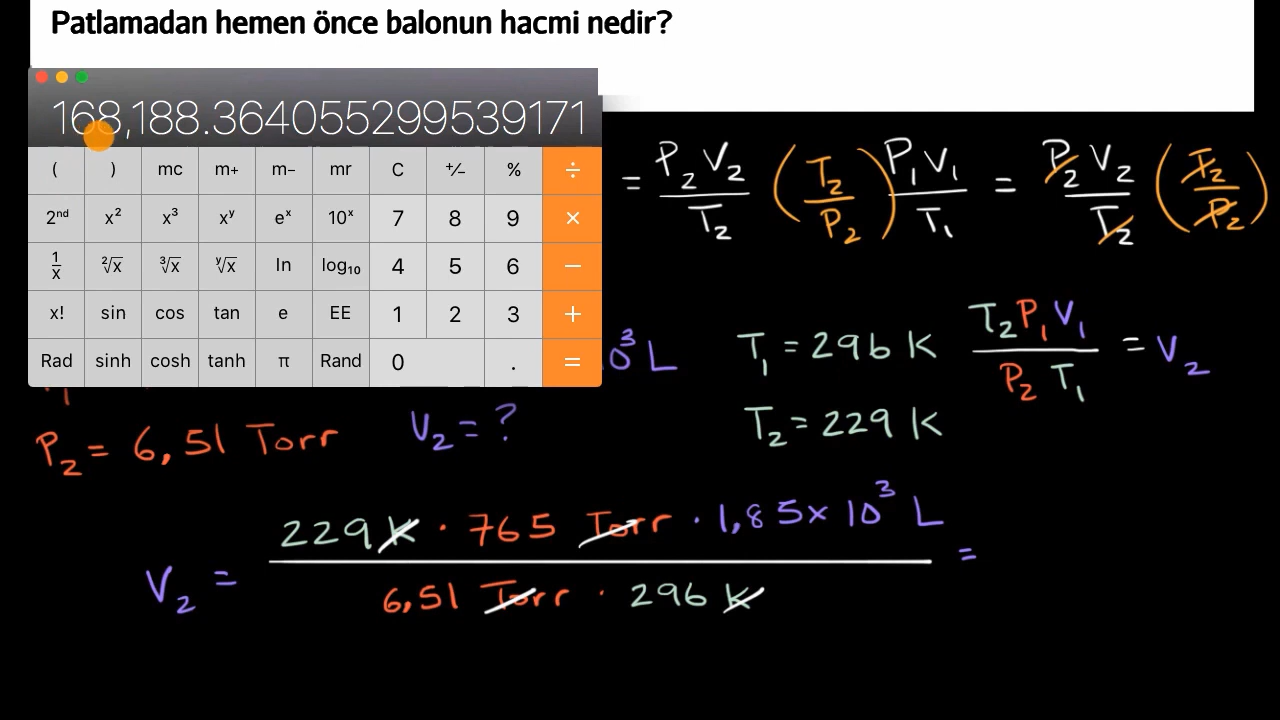 Patlamadan hemen önce balonun hacmi nedir?
168,188.3640552995​39171
( ) mc m+ m- mr C +/- % ÷
2nd x² x³ xʸ eˣ 10ˣ 7 8 9 ×
1/x ²√x ³√x ʸ√x ln log₁₀ 4 5 6 −
x! sin cos tan e EE 1 2 3 +
Rad sinh cosh tanh π Rand 0 . =
= P₂V₂/T₂ (T₂/P₂) P₁V₁/T₁ = P₂V₂/T₂ (T₂/P₂)
0³ L T₁ = 296 K T₂P₁V₁/P₂T₁ = V₂
P₂ = 6,51 Torr V₂ = ? T₂ = 229 K
229 K · 765 Torr · 1,85 x 10³ L
V₂ = =
6,51 Torr · 296 K